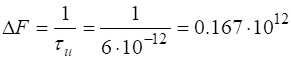 ΔF = 1/τ_u = 1/(6·10^−12) = 0.167·10^12